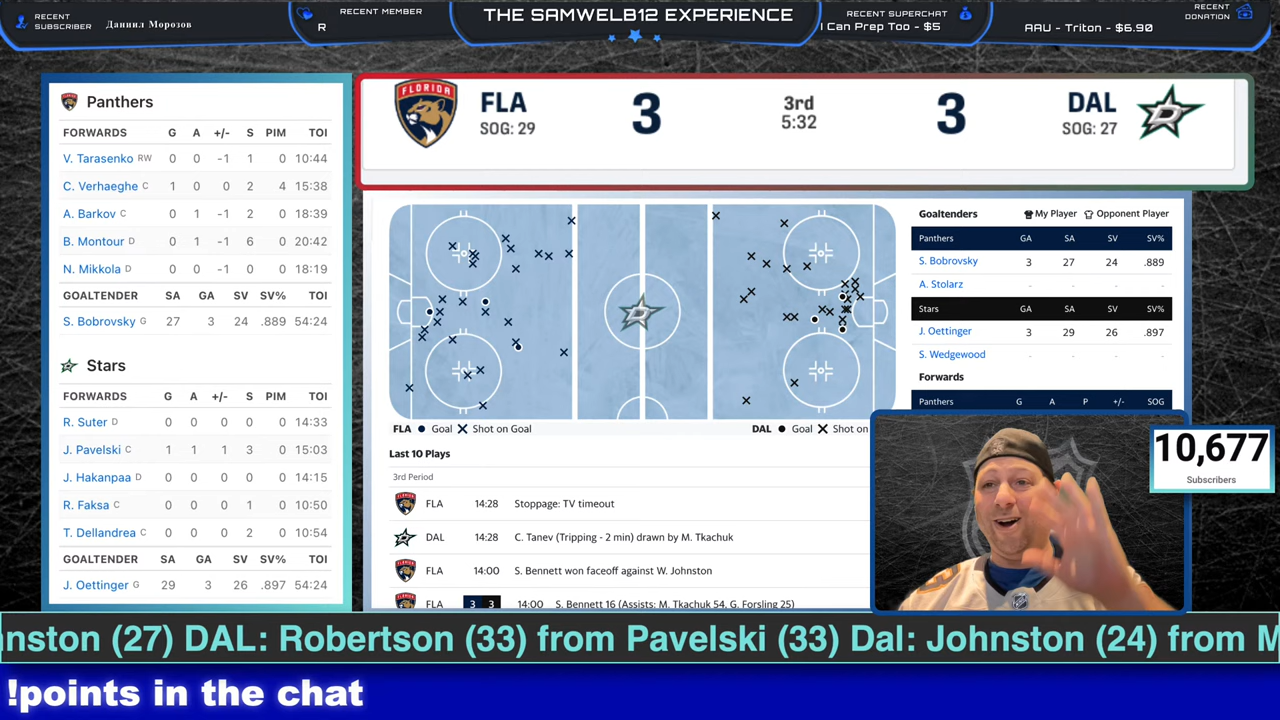 RECENT SUBSCRIBER
Даниил Морозов
RECENT MEMBER
R
THE SAMWELB12 EXPERIENCE
RECENT SUPERCHAT
I Can Prep Too - $5
RECENT DONATION
AAU - Triton - $6.90
Panthers
FORWARDS G A +/- S PIM TOI
V. Tarasenko RW 0 0 -1 1 0 10:44
C. Verhaeghe C 1 0 0 2 4 15:38
A. Barkov C 0 1 -1 2 0 18:39
B. Montour D 0 1 -1 6 0 20:42
N. Mikkola D 0 0 -1 0 0 18:19
GOALTENDER SA GA SV SV% TOI
S. Bobrovsky G 27 3 24 .889 54:24
Stars
FORWARDS G A +/- S PIM TOI
R. Suter D 0 0 0 0 0 14:33
J. Pavelski C 1 1 1 3 0 15:03
J. Hakanpaa D 0 0 0 0 0 14:15
R. Faksa C 0 0 0 1 0 10:50
T. Dellandrea C 0 0 0 2 0 10:54
GOALTENDER SA GA SV SV% TOI
J. Oettinger G 29 3 26 .897 54:24
FLORIDA
FLA
SOG: 29
3
3rd
5:32
3
DAL
SOG: 27
FLA Goal Shot on Goal
DAL Goal Shot on
Last 10 Plays
3rd Period
FLA 14:28 Stoppage: TV timeout
DAL 14:28 C. Tanev (Tripping - 2 min) drawn by M. Tkachuk
FLA 14:00 S. Bennett won faceoff against W. Johnston
FLA 3 3 14:00 S. Bennett 16 (Assists: M. Tkachuk 54, G. Forsling 25)
Goaltenders My Player Opponent Player
Panthers GA SA SV SV%
S. Bobrovsky 3 27 24 .889
A. Stolarz - - - -
Stars GA SA SV SV%
J. Oettinger 3 29 26 .897
S. Wedgewood - - - -
Forwards
Panthers G A P +/- SOG
10,677
Subscribers
nston (27) DAL: Robertson (33) from Pavelski (33) Dal: Johnston (24) from M
!points in the chat